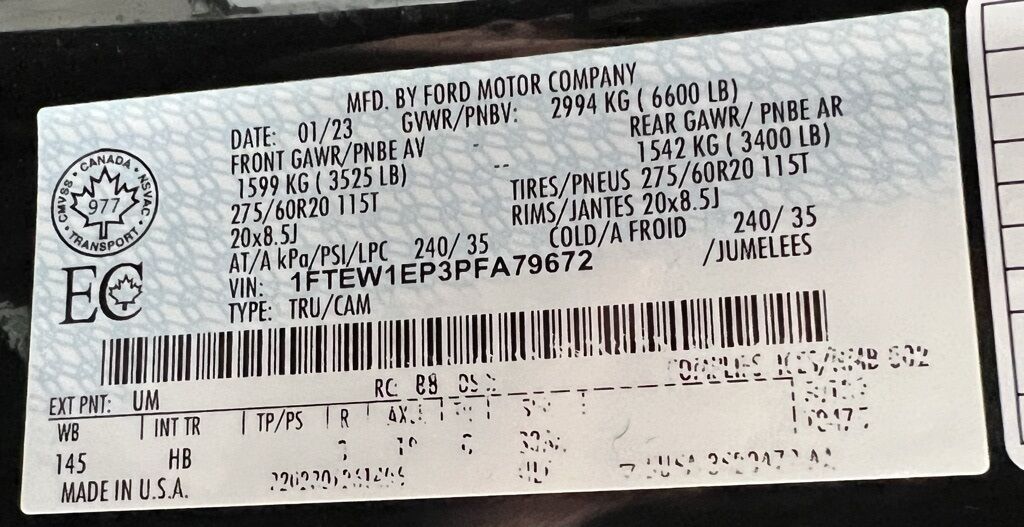 MFD. BY FORD MOTOR COMPANY
DATE: 01/23 GVWR/PNBV: 2994 KG ( 6600 LB)
FRONT GAWR/PNBE AV REAR GAWR/ PNBE AR
1599 KG ( 3525 LB) 1542 KG ( 3400 LB)
275/60R20 115T TIRES/PNEUS 275/60R20 115T
20x8.5J RIMS/JANTES 20x8.5J
AT/A kPa/PSI/LPC 240/ 35 COLD/A FROID 240/ 35
VIN: 1FTEW1EP3PFA79672 /JUMELEES
TYPE: TRU/CAM
CANADA
CMVSS NSVAC
977
TRANSPORT
EC
RC: 88
EXT PNT: UM
WB INT TR TP/PS R
145 HB
MADE IN U.S.A.